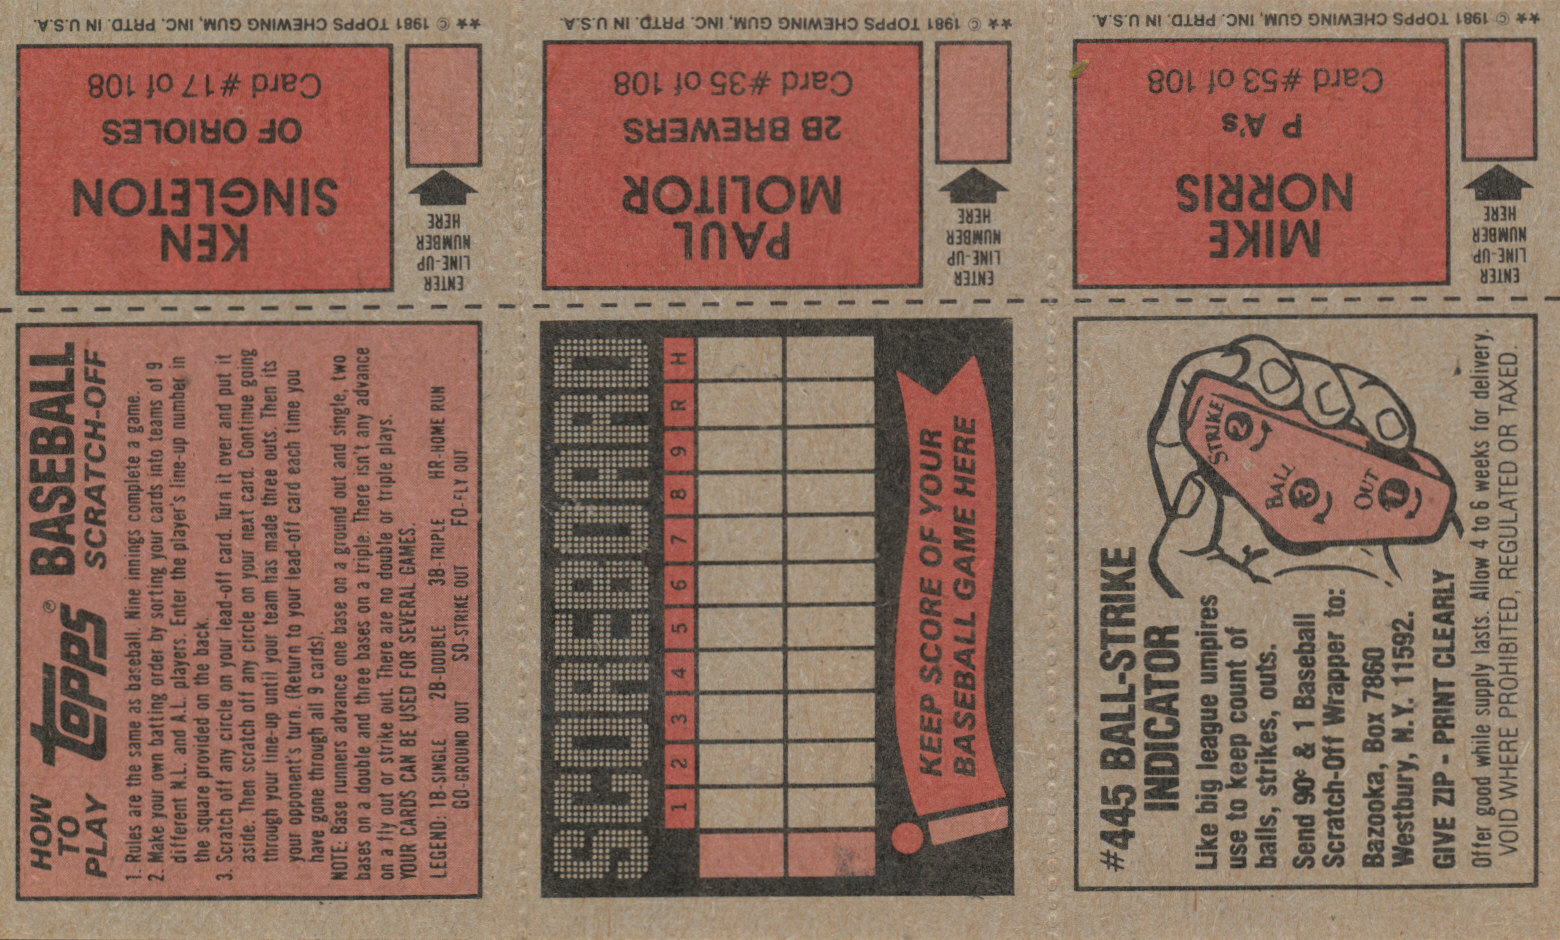 ★★ © 1981 TOPPS CHEWING GUM, INC. PRTD. IN U.S.A.
Card #17 of 108
OF ORIOLES
KEN
SINGLETON
ENTER
LINE-UP
NUMBER
HERE
★★ © 1981 TOPPS CHEWING GUM, INC. PRTD. IN U.S.A.
Card #35 of 108
2B BREWERS
PAUL
MOLITOR
ENTER
LINE-UP
NUMBER
HERE
★★ © 1981 TOPPS CHEWING GUM, INC. PRTD. IN U.S.A.
Card #53 of 108
P A's
MIKE
NORRIS
ENTER
LINE-UP
NUMBER
HERE
HOW
TO
PLAY
TOPPS®
BASEBALL
SCRATCH-OFF
1. Rules are the same as baseball. Nine innings complete a game.
2. Make your own batting order by sorting your cards into teams of 9
different N.L. and A.L. players. Enter the player's line-up number in
the square provided on the back.
3. Scratch off any circle on your lead-off card. Turn it over and put it
aside. Then scratch off any circle on your next card. Continue going
through your line-up until your team has made three outs. Then its
your opponent's turn. (Return to your lead-off card each time you
have gone through all 9 cards).
NOTE: Base runners advance one base on a ground out and single, two
bases on a double and three bases on a triple. There isn't any advance
on a fly out or strike out. There are no double or triple plays.
YOUR CARDS CAN BE USED FOR SEVERAL GAMES.
LEGEND: 1B-SINGLE 2B-DOUBLE 3B-TRIPLE HR-HOME RUN
GO-GROUND OUT SO-STRIKE OUT FO-FLY OUT
SCOREBOARD
1 2 3 4 5 6 7 8 9 R H
KEEP SCORE OF YOUR
BASEBALL GAME HERE
#445 BALL-STRIKE
INDICATOR
Like big league umpires
use to keep count of
balls, strikes, outs.
Send 90¢ & 1 Baseball
Scratch-Off Wrapper to:
Bazooka, Box 7860
Westbury, N.Y. 11592.
GIVE ZIP - PRINT CLEARLY
Offer good while supply lasts. Allow 4 to 6 weeks for delivery.
VOID WHERE PROHIBITED, REGULATED OR TAXED.
STRIKE
2
BALL
3
OUT
1